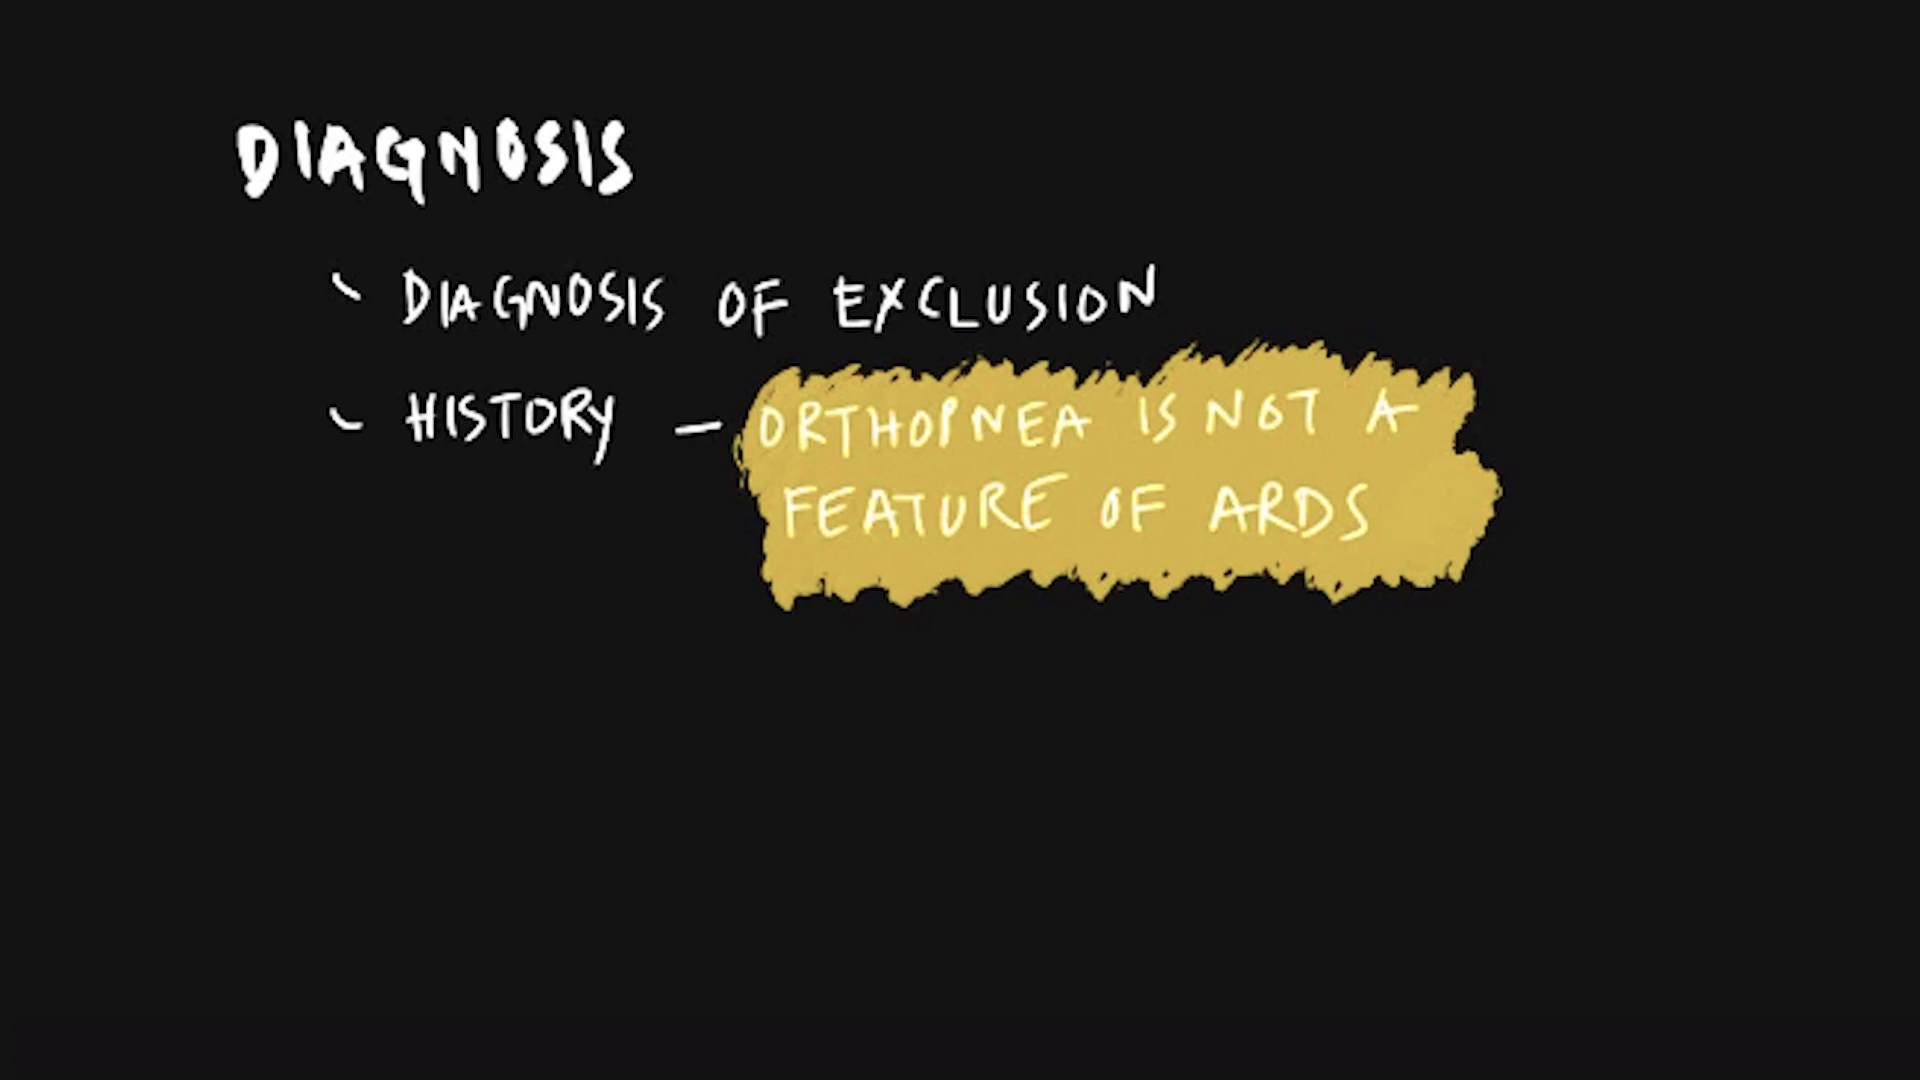 DIAGNOSIS
DIAGNOSIS OF EXCLUSION
HISTORY - ORTHOPNEA IS NOT A
FEATURE OF ARDS